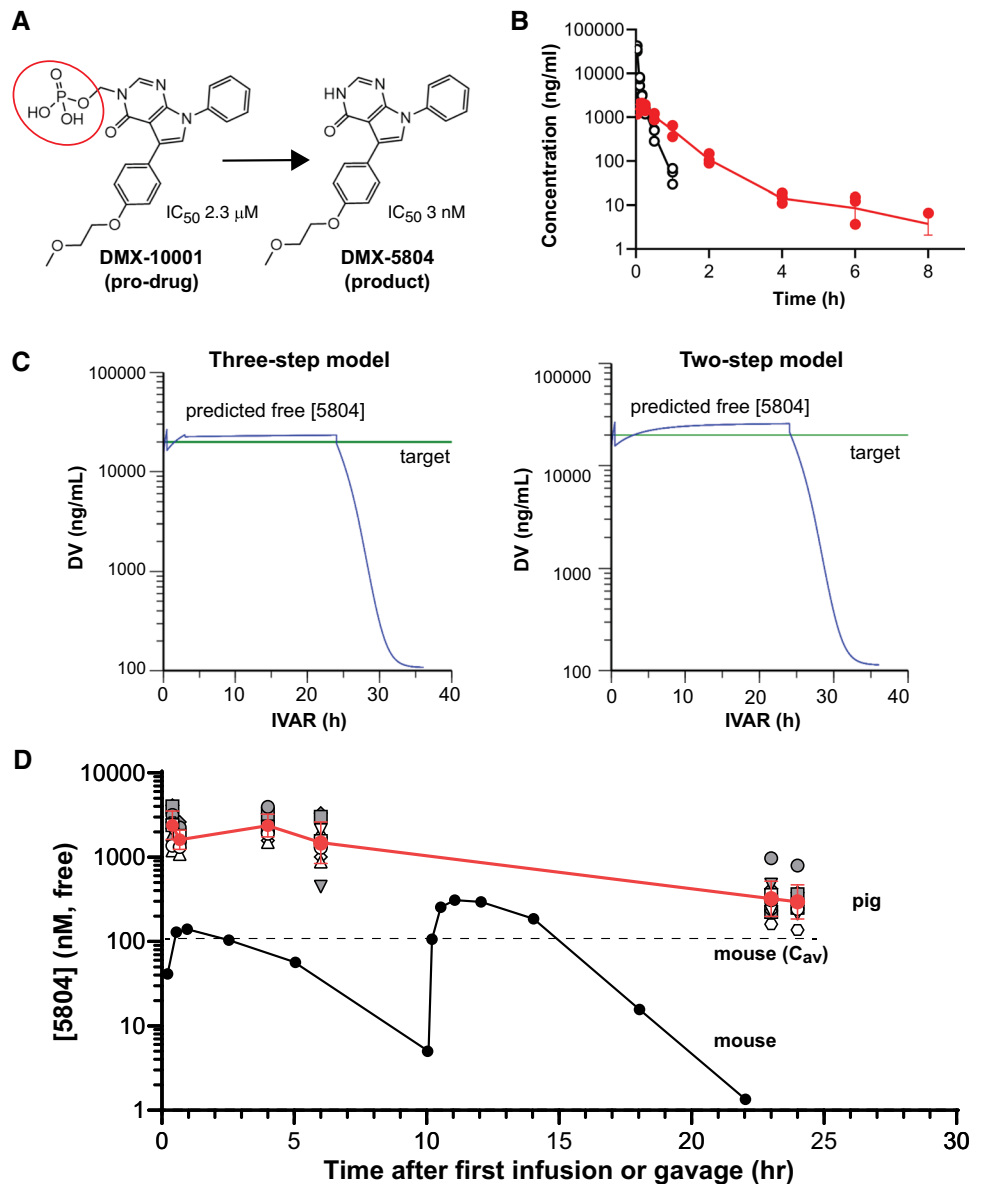 A
O
HO
P
OH
O
N
N
N
O
O
O
IC50 2.3 μM
DMX-10001
(pro-drug)
HN
N
N
O
O
O
IC50 3 nM
DMX-5804
(product)
B
Concentration (ng/ml)
100000
10000
1000
100
10
1
0
2
4
6
8
Time (h)
C
Three-step model
DV (ng/mL)
100000
10000
1000
100
predicted free [5804]
target
0
10
20
30
40
IVAR (h)
Two-step model
DV (ng/mL)
100000
10000
1000
100
predicted free [5804]
target
0
10
20
30
40
IVAR (h)
D
[5804] (nM, free)
10000
1000
100
10
1
pig
mouse (Cav)
mouse
0
5
10
15
20
25
30
Time after first infusion or gavage (hr)